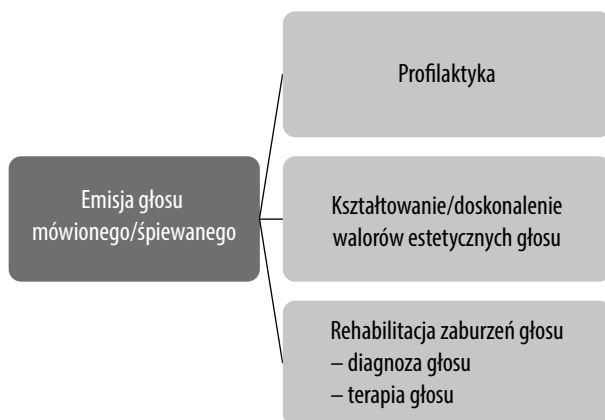 Profilaktyka
Emisja głosu
mówionego/śpiewanego
Kształtowanie/doskonalenie
walorów estetycznych głosu
Rehabilitacja zaburzeń głosu
– diagnoza głosu
– terapia głosu